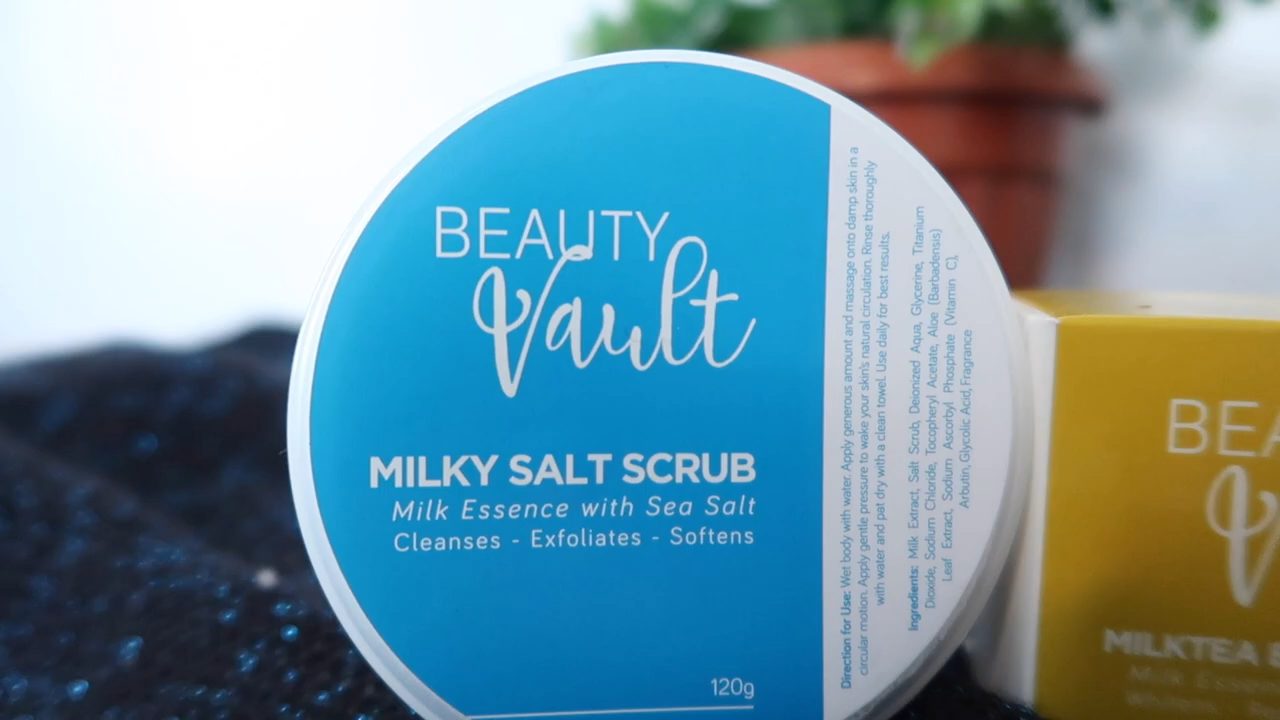 BEAUTY
Vault
MILKY SALT SCRUB
Milk Essence with Sea Salt
Cleanses - Exfoliates - Softens
120g
Direction for Use: Wet body with water. Apply generous amount and massage onto damp skin in a
circular motion. Apply gentle pressure to wake your skin's natural circulation. Rinse thoroughly
with water and pat dry with a clean towel. Use daily for best results.
Ingredients: Milk Extract, Salt Scrub, Deionized Aqua, Glycerine, Titanium
Dioxide, Sodium Chloride, Tocopheryl Acetate, Aloe (Barbadensis)
Leaf Extract, Sodium Ascorbyl Phosphate (Vitamin C),
Arbutin, Glycolic Acid, Fragrance
BEA
V
MILKTEA
Milk Essen